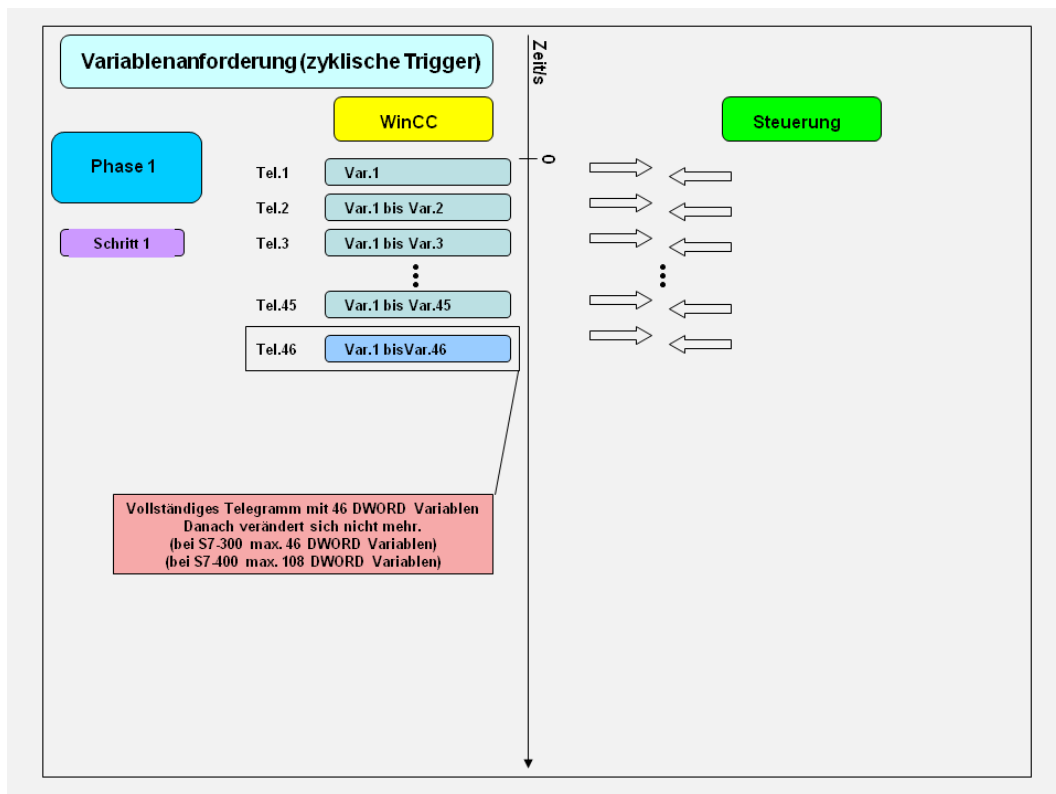 Variablenanforderung (zyklische Trigger)
Zeit/s
WinCC
Steuerung
Phase 1
0
Tel.1
Var.1
Tel.2
Var.1 bis Var.2
Schritt 1
Tel.3
Var.1 bis Var.3
Tel.45
Var.1 bis Var.45
Tel.46
Var.1 bisVar.46
Vollständiges Telegramm mit 46 DWORD Variablen
Danach verändert sich nicht mehr.
(bei S7-300 max. 46 DWORD Variablen)
(bei S7-400 max. 108 DWORD Variablen)